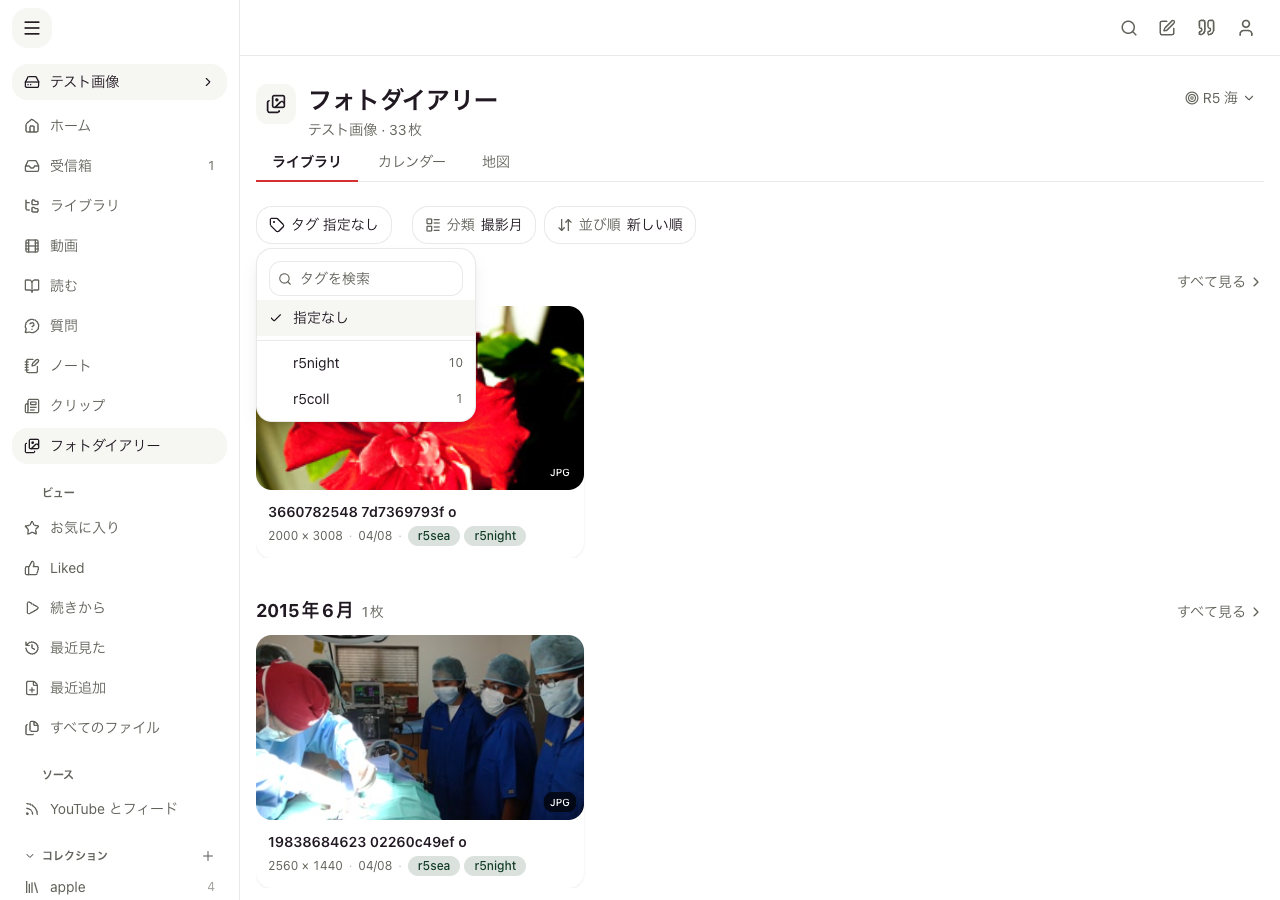 テスト画像
ホーム
受信箱 1
ライブラリ
動画
読む
質問
ノート
クリップ
フォトダイアリー
ビュー
お気に入り
Liked
続きから
最近見た
最近追加
すべてのファイル
ソース
YouTube とフィード
コレクション
apple 4
フォトダイアリー
テスト画像 · 33枚
R5 海
ライブラリ カレンダー 地図
タグ 指定なし 分類 撮影月 並び順 新しい順
タグを検索
指定なし
r5night 10
r5coll 1
すべて見る
JPG
3660782548 7d7369793f o
2000 × 3008 · 04/08 · r5sea r5night
2015年6月 1枚 すべて見る
JPG
19838684623 02260c49ef o
2560 × 1440 · 04/08 · r5sea r5night